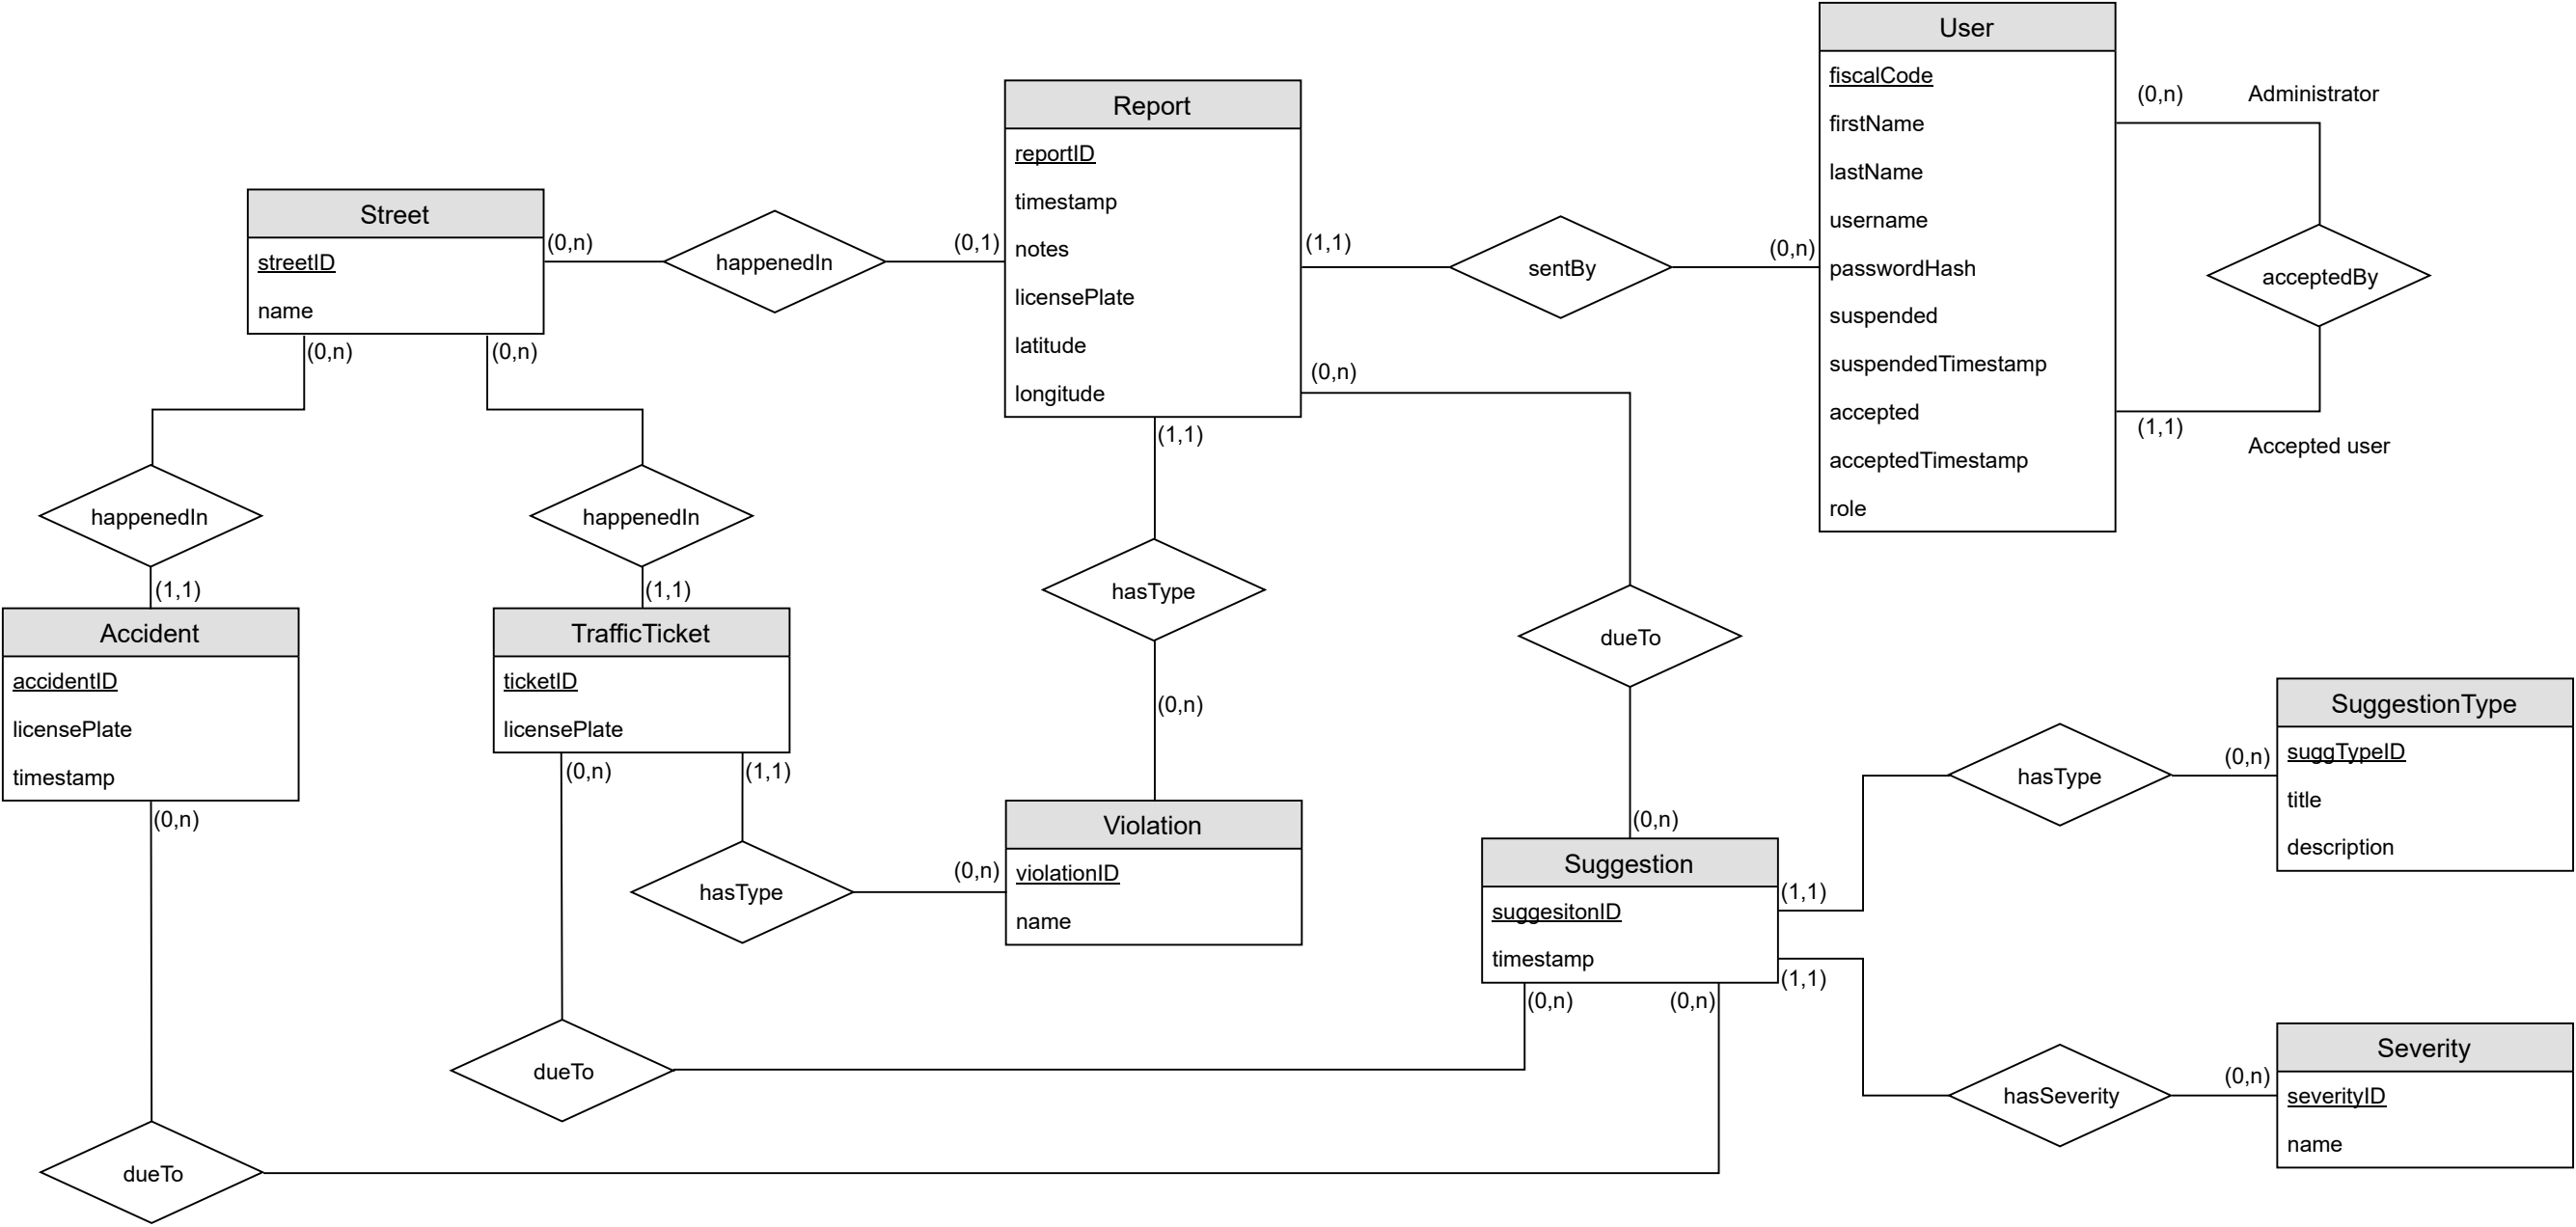 User
fiscalCode
firstName
lastName
username
passwordHash
suspended
suspendedTimestamp
accepted
acceptedTimestamp
role
(0,n)
Administrator
acceptedBy
(1,1)
Accepted user
Report
reportID
timestamp
notes
licensePlate
latitude
longitude
(1,1)
sentBy
(0,n)
Street
streetID
name
(0,n)
happenedIn
(0,1)
(0,n)
(0,n)
happenedIn
happenedIn
(1,1)
(1,1)
(1,1)
hasType
(0,n)
(0,n)
dueTo
(0,n)
Accident
accidentID
licensePlate
timestamp
(0,n)
TrafficTicket
ticketID
licensePlate
(0,n)
(1,1)
hasType
(0,n)
Violation
violationID
name
Suggestion
suggesitonID
timestamp
(0,n)
(0,n)
(1,1)
(1,1)
hasType
(0,n)
SuggestionType
suggTypeID
title
description
hasSeverity
(0,n)
Severity
severityID
name
dueTo
dueTo